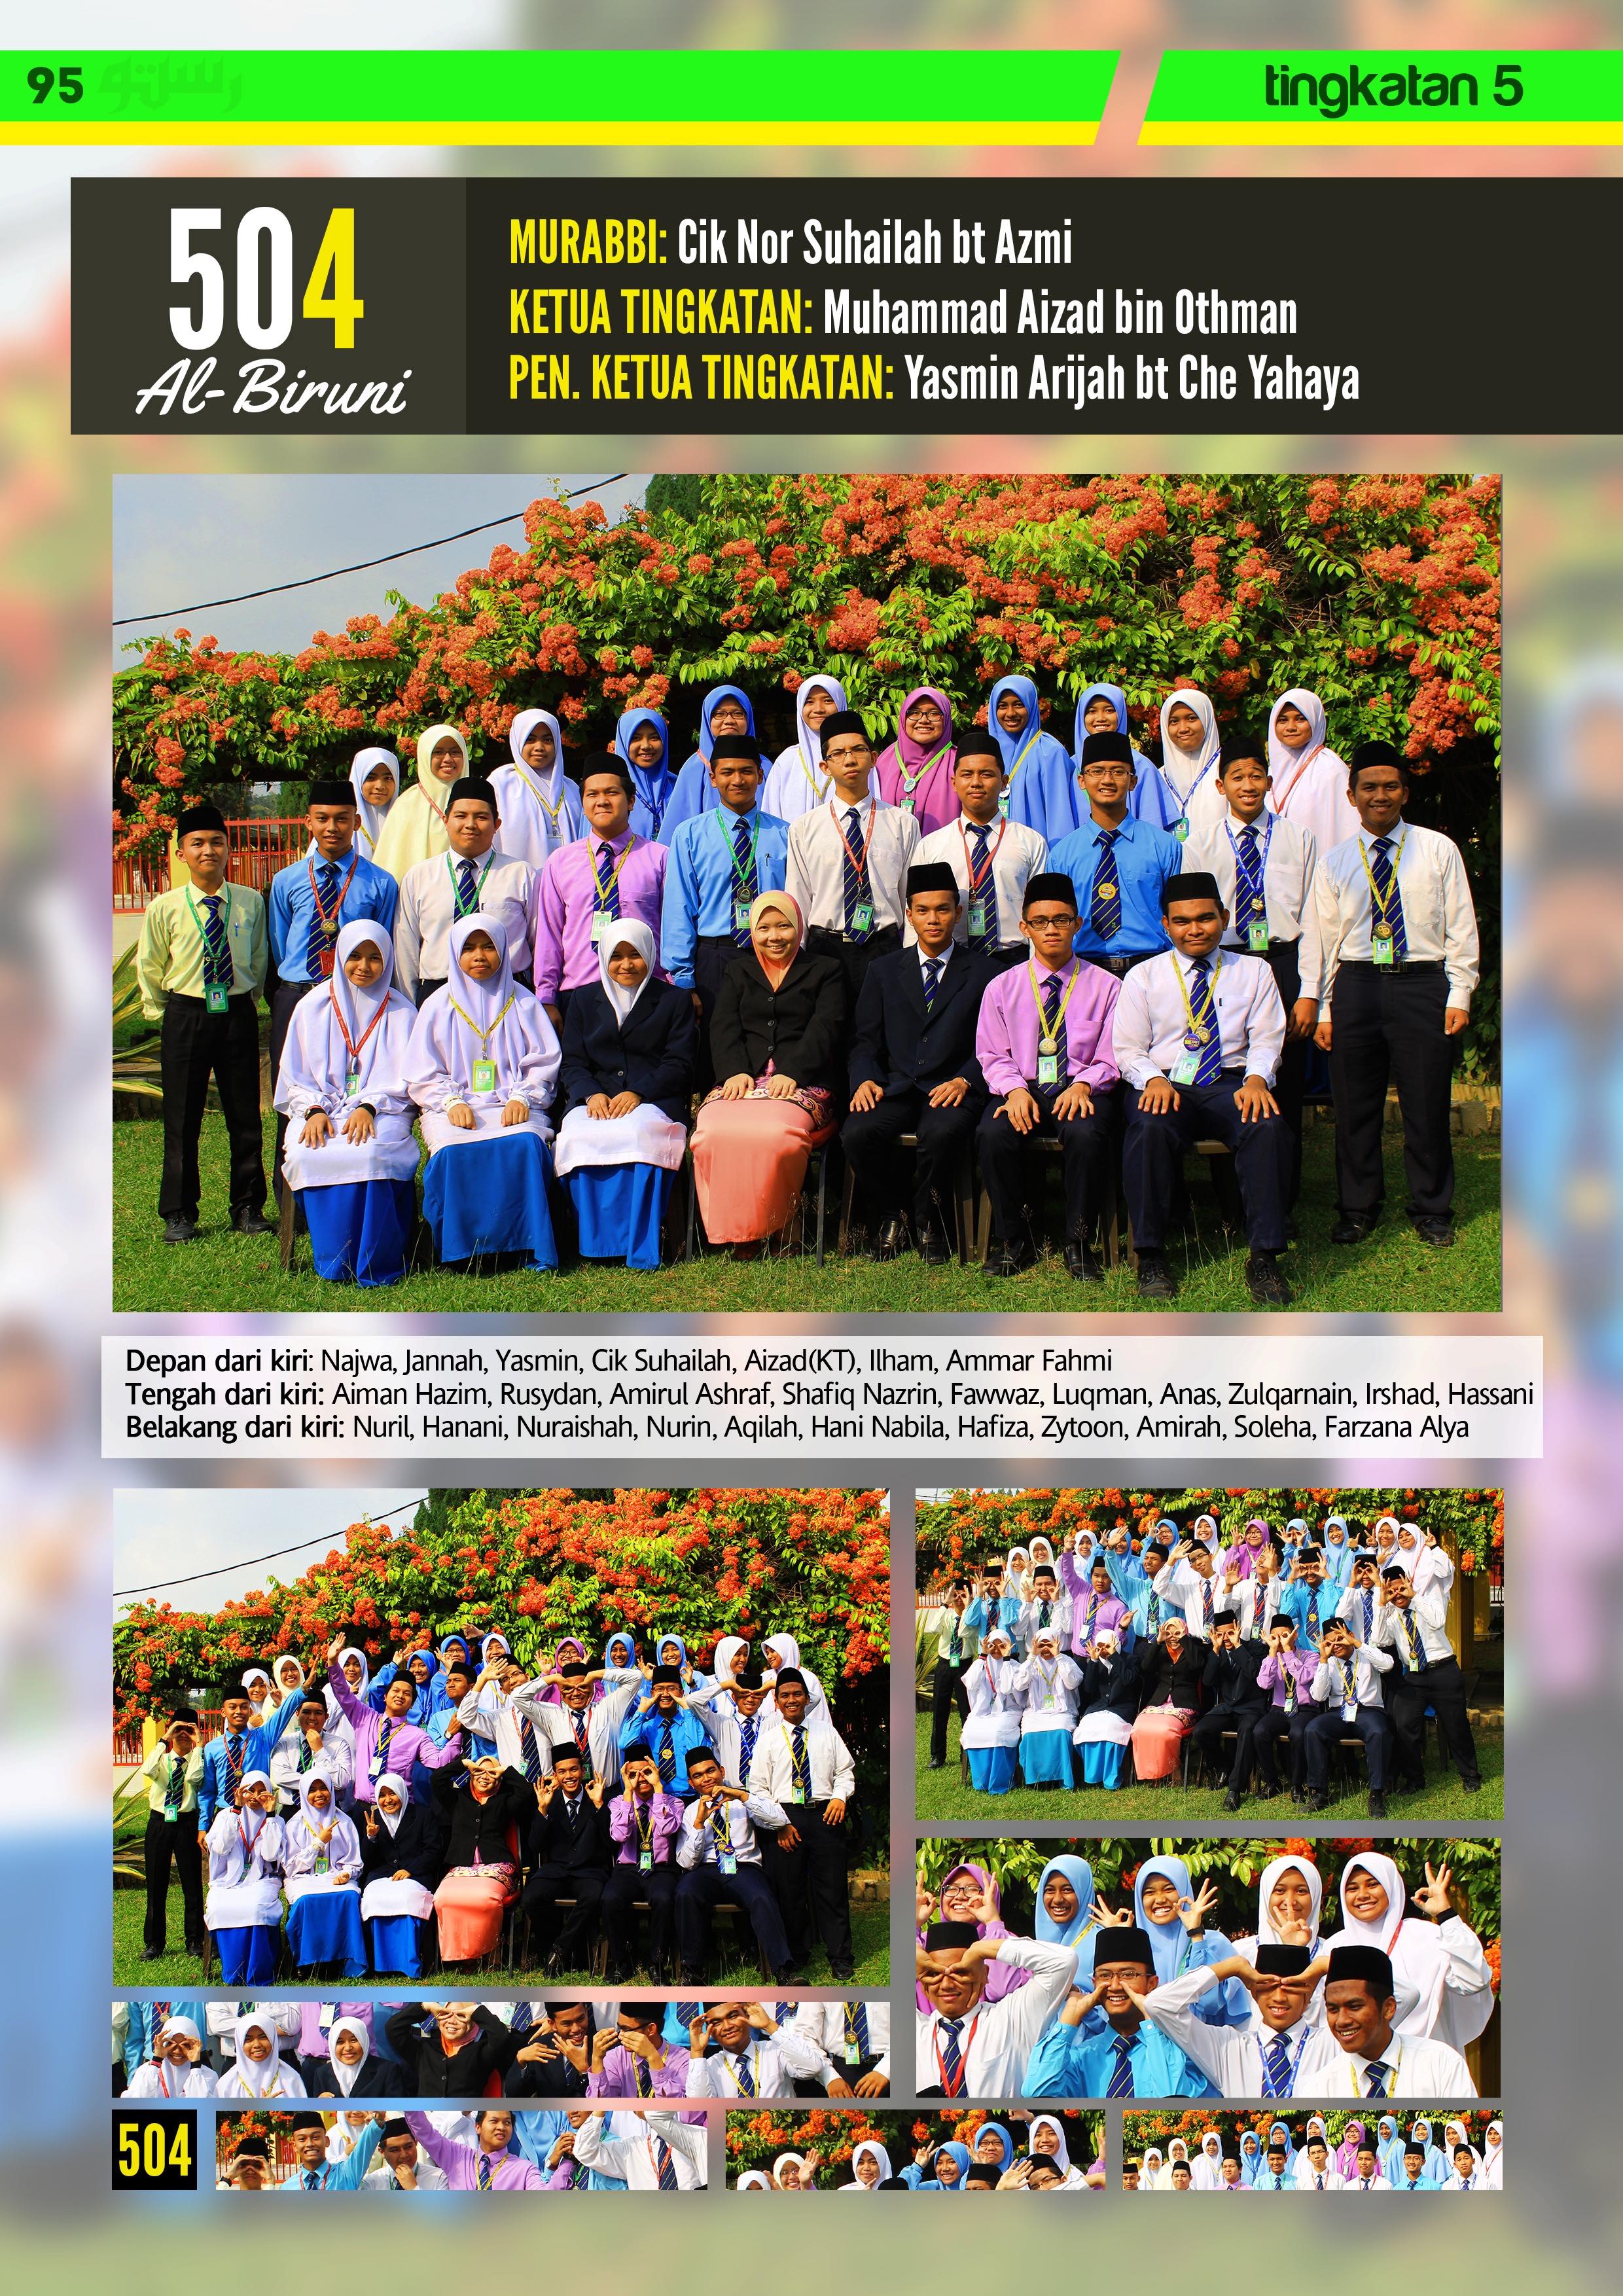 95 رستو
tingkatan 5
504
Al-Biruni
MURABBI: Cik Nor Suhailah bt Azmi
KETUA TINGKATAN: Muhammad Aizad bin Othman
PEN. KETUA TINGKATAN: Yasmin Arijah bt Che Yahaya
Depan dari kiri: Najwa, Jannah, Yasmin, Cik Suhailah, Aizad(KT), Ilham, Ammar Fahmi
Tengah dari kiri: Aiman Hazim, Rusydan, Amirul Ashraf, Shafiq Nazrin, Fawwaz, Luqman, Anas, Zulqarnain, Irshad, Hassani
Belakang dari kiri: Nuril, Hanani, Nuraishah, Nurin, Aqilah, Hani Nabila, Hafiza, Zytoon, Amirah, Soleha, Farzana Alya
504